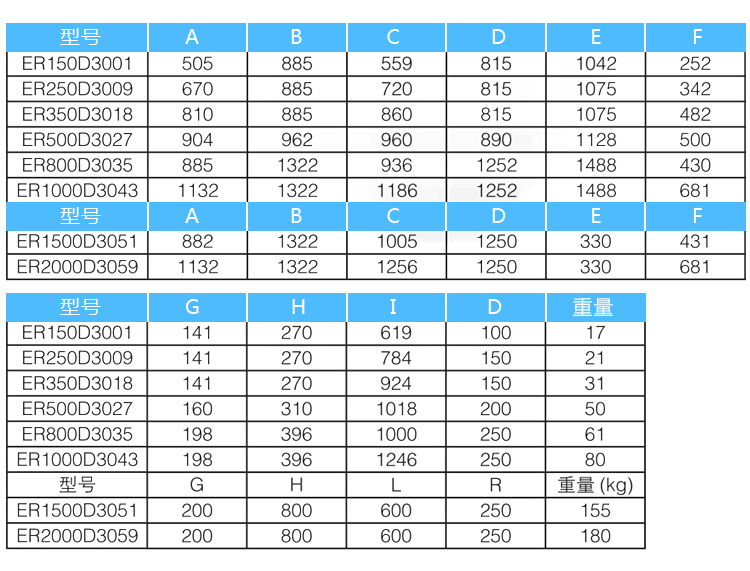 型号 A B C D E F
ER150D3001 505 885 559 815 1042 252
ER250D3009 670 885 720 815 1075 342
ER350D3018 810 885 860 815 1075 482
ER500D3027 904 962 960 890 1128 500
ER800D3035 885 1322 936 1252 1488 430
ER1000D3043 1132 1322 1186 1252 1488 681
型号 A B C D E F
ER1500D3051 882 1322 1005 1250 330 431
ER2000D3059 1132 1322 1256 1250 330 681
型号 G H I D 重量
ER150D3001 141 270 619 100 17
ER250D3009 141 270 784 150 21
ER350D3018 141 270 924 150 31
ER500D3027 160 310 1018 200 50
ER800D3035 198 396 1000 250 61
ER1000D3043 198 396 1246 250 80
型号 G H L R 重量 (kg)
ER1500D3051 200 800 600 250 155
ER2000D3059 200 800 600 250 180